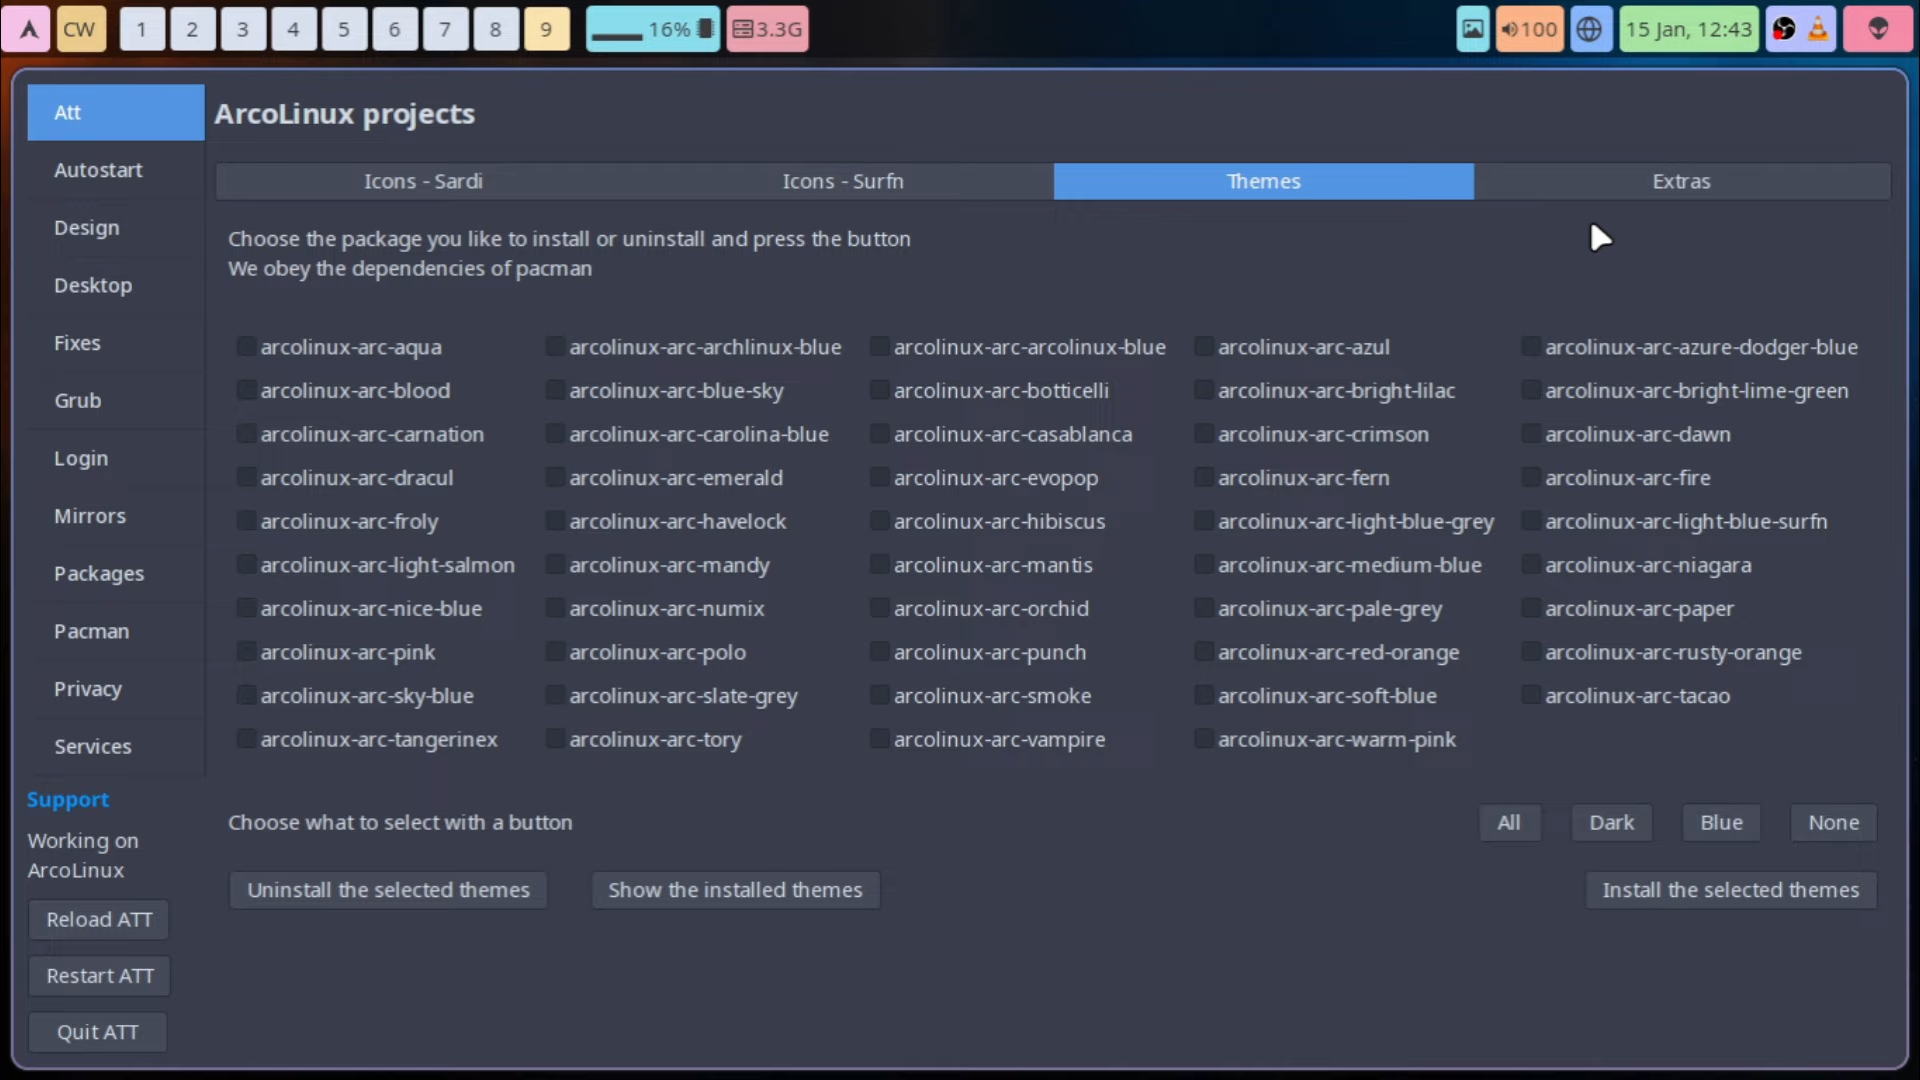 CW 1 2 3 4 5 6 7 8 9 16% 3.3G 100 15 Jan, 12:43
Att
Autostart
Design
Desktop
Fixes
Grub
Login
Mirrors
Packages
Pacman
Privacy
Services
Support
Working on
ArcoLinux
Reload ATT
Restart ATT
Quit ATT
ArcoLinux projects
Icons - Sardi Icons - Surfn Themes Extras
Choose the package you like to install or uninstall and press the button
We obey the dependencies of pacman
arcolinux-arc-aqua arcolinux-arc-archlinux-blue arcolinux-arc-arcolinux-blue arcolinux-arc-azul arcolinux-arc-azure-dodger-blue
arcolinux-arc-blood arcolinux-arc-blue-sky arcolinux-arc-botticelli arcolinux-arc-bright-lilac arcolinux-arc-bright-lime-green
arcolinux-arc-carnation arcolinux-arc-carolina-blue arcolinux-arc-casablanca arcolinux-arc-crimson arcolinux-arc-dawn
arcolinux-arc-dracul arcolinux-arc-emerald arcolinux-arc-evopop arcolinux-arc-fern arcolinux-arc-fire
arcolinux-arc-froly arcolinux-arc-havelock arcolinux-arc-hibiscus arcolinux-arc-light-blue-grey arcolinux-arc-light-blue-surfn
arcolinux-arc-light-salmon arcolinux-arc-mandy arcolinux-arc-mantis arcolinux-arc-medium-blue arcolinux-arc-niagara
arcolinux-arc-nice-blue arcolinux-arc-numix arcolinux-arc-orchid arcolinux-arc-pale-grey arcolinux-arc-paper
arcolinux-arc-pink arcolinux-arc-polo arcolinux-arc-punch arcolinux-arc-red-orange arcolinux-arc-rusty-orange
arcolinux-arc-sky-blue arcolinux-arc-slate-grey arcolinux-arc-smoke arcolinux-arc-soft-blue arcolinux-arc-tacao
arcolinux-arc-tangerinex arcolinux-arc-tory arcolinux-arc-vampire arcolinux-arc-warm-pink
Choose what to select with a button All Dark Blue None
Uninstall the selected themes Show the installed themes Install the selected themes